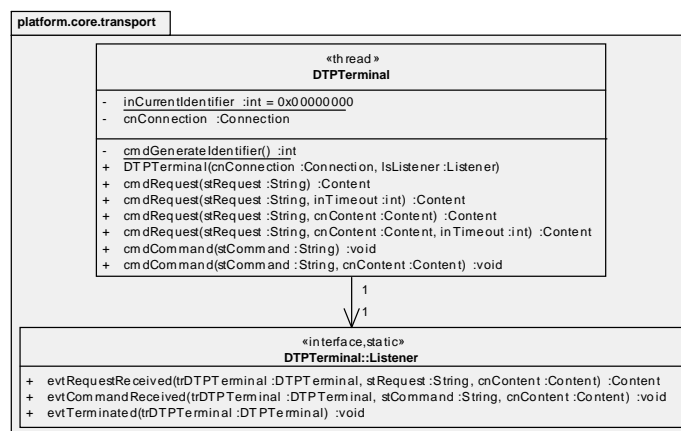 platform.core.transport
«thread»
DTPTerminal
- inCurrentIdentifier :int = 0x00000000
- cnConnection :Connection
- cmdGenerateIdentifier() :int
+ DTPTerminal(cnConnection :Connection, lsListener :Listener)
+ cmdRequest(stRequest :String) :Content
+ cmdRequest(stRequest :String, inTimeout :int) :Content
+ cmdRequest(stRequest :String, cnContent :Content) :Content
+ cmdRequest(stRequest :String, cnContent :Content, inTimeout :int) :Content
+ cmdCommand(stCommand :String) :void
+ cmdCommand(stCommand :String, cnContent :Content) :void
1
1
«interface,static»
DTPTerminal::Listener
+ evtRequestReceived(trDTPTerminal :DTPTerminal, stRequest :String, cnContent :Content) :Content
+ evtCommandReceived(trDTPTerminal :DTPTerminal, stCommand :String, cnContent :Content) :void
+ evtTerminated(trDTPTerminal :DTPTerminal) :void